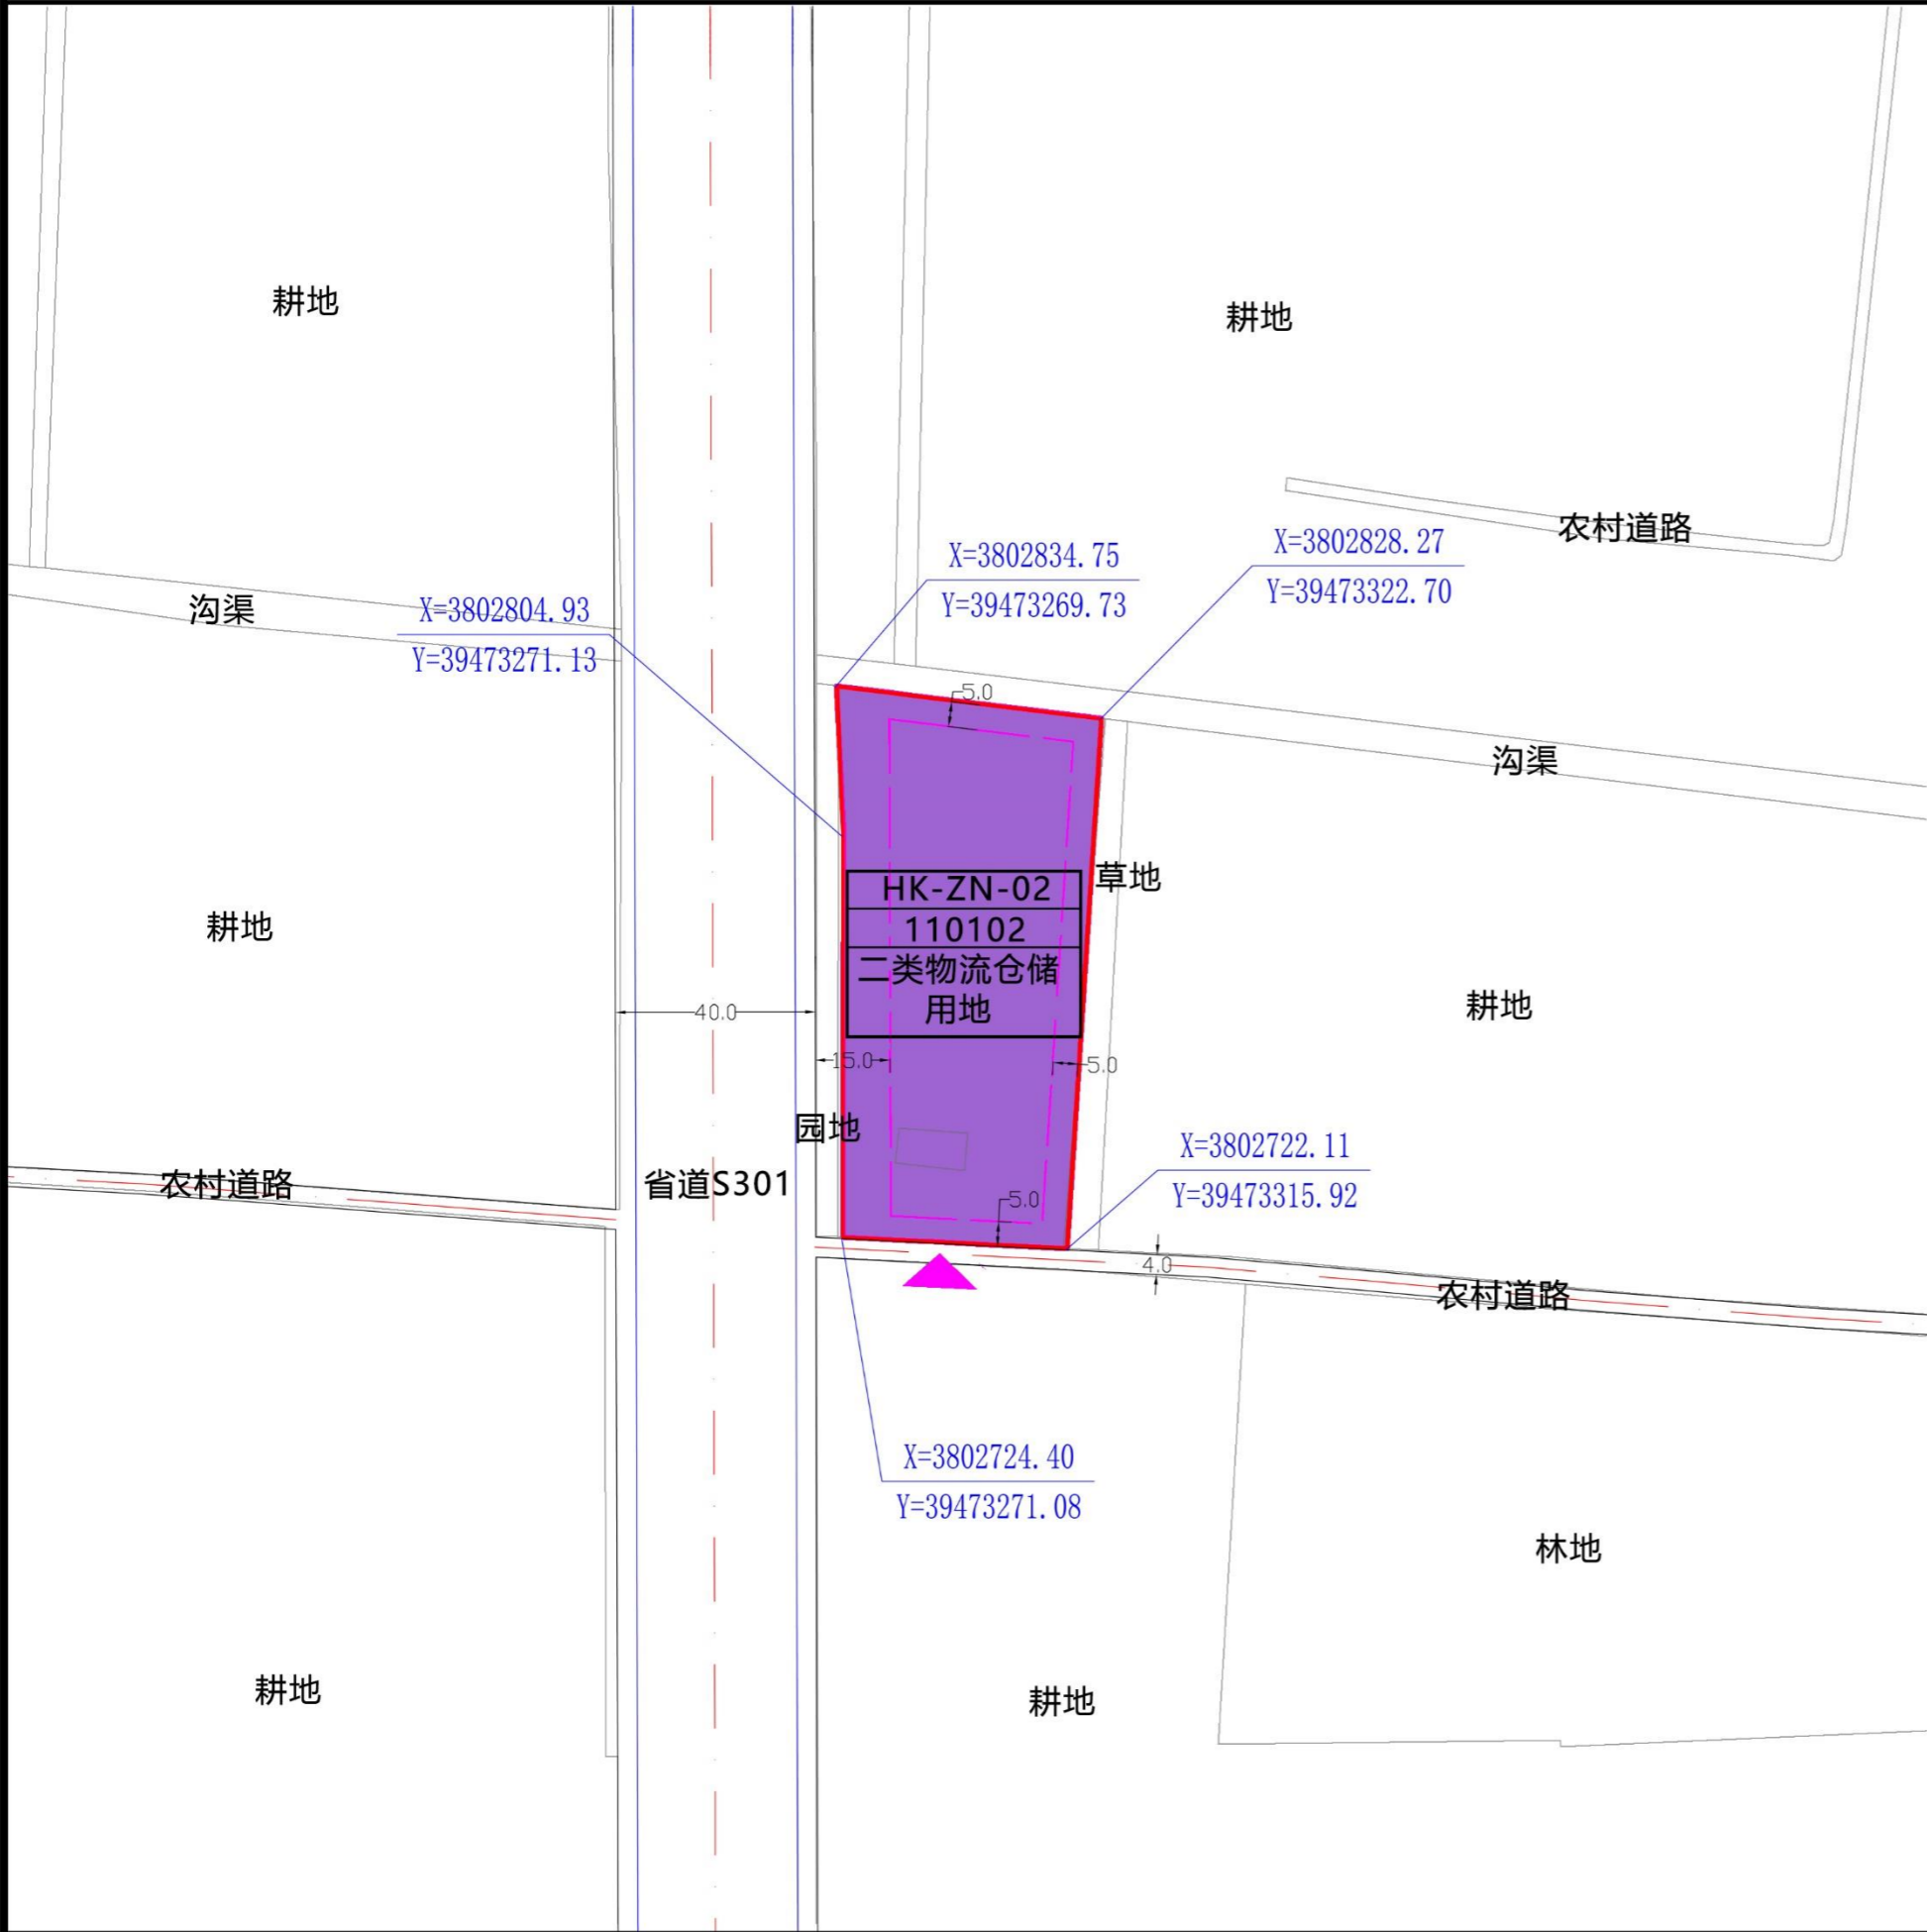 耕地
耕地
农村道路
X=3802834.75
Y=39473269.73
X=3802828.27
Y=39473322.70
沟渠
X=3802804.93
Y=39473271.13
5.0
沟渠
草地
HK-ZN-02
110102
二类物流仓储
用地
耕地
耕地
40.0
15.0
5.0
园地
X=3802722.11
Y=39473315.92
农村道路
省道S301
5.0
4.0
农村道路
X=3802724.40
Y=39473271.08
林地
耕地
耕地